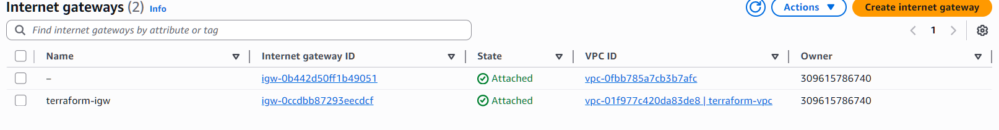 Internet gateways (2) Info
Actions
Create internet gateway
Find internet gateways by attribute or tag
1
Name Internet gateway ID State VPC ID Owner
– igw-0b442d50ff1b49051 Attached vpc-0fbb785a7cb3b7afc 309615786740
terraform-igw igw-0ccdbb87293eecdcf Attached vpc-01f977c420da83de8 | terraform-vpc 309615786740